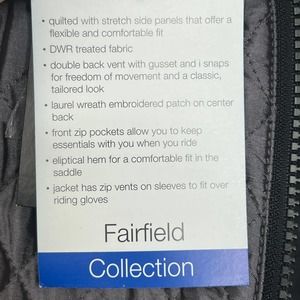 • quilted with stretch side panels that offer a
flexible and comfortable fit
• DWR treated fabric
• double back vent with gusset and i snaps
for freedom of movement and a classic,
tailored look
• laurel wreath embroidered patch on center
back
• front zip pockets allow you to keep
essentials with you when you ride
• eliptical hem for a comfortable fit in the
saddle
• jacket has zip vents on sleeves to fit over
riding gloves
Fairfield
Collection